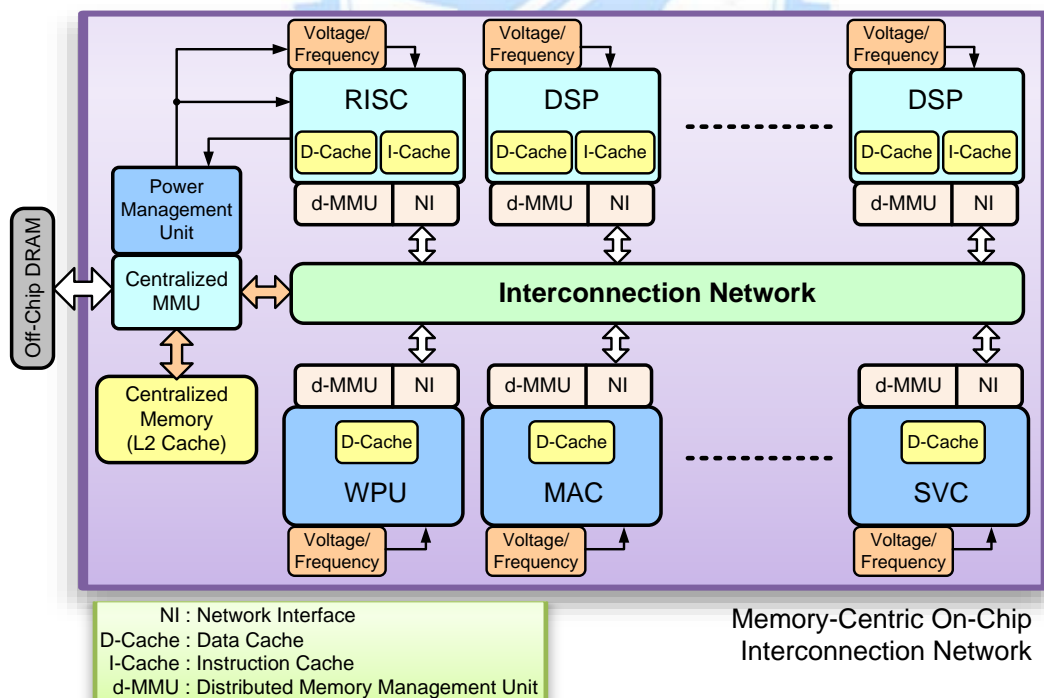 Voltage/
Frequency
Voltage/
Frequency
Voltage/
Frequency
RISC
DSP
DSP
D-Cache
I-Cache
D-Cache
I-Cache
D-Cache
I-Cache
d-MMU
NI
d-MMU
NI
d-MMU
NI
Power
Management
Unit
Off-Chip DRAM
Centralized
MMU
Interconnection Network
Centralized
Memory
(L2 Cache)
d-MMU
NI
d-MMU
NI
d-MMU
NI
D-Cache
D-Cache
D-Cache
WPU
MAC
SVC
Voltage/
Frequency
Voltage/
Frequency
Voltage/
Frequency
NI : Network Interface
D-Cache : Data Cache
I-Cache : Instruction Cache
d-MMU : Distributed Memory Management Unit
Memory-Centric On-Chip
Interconnection Network